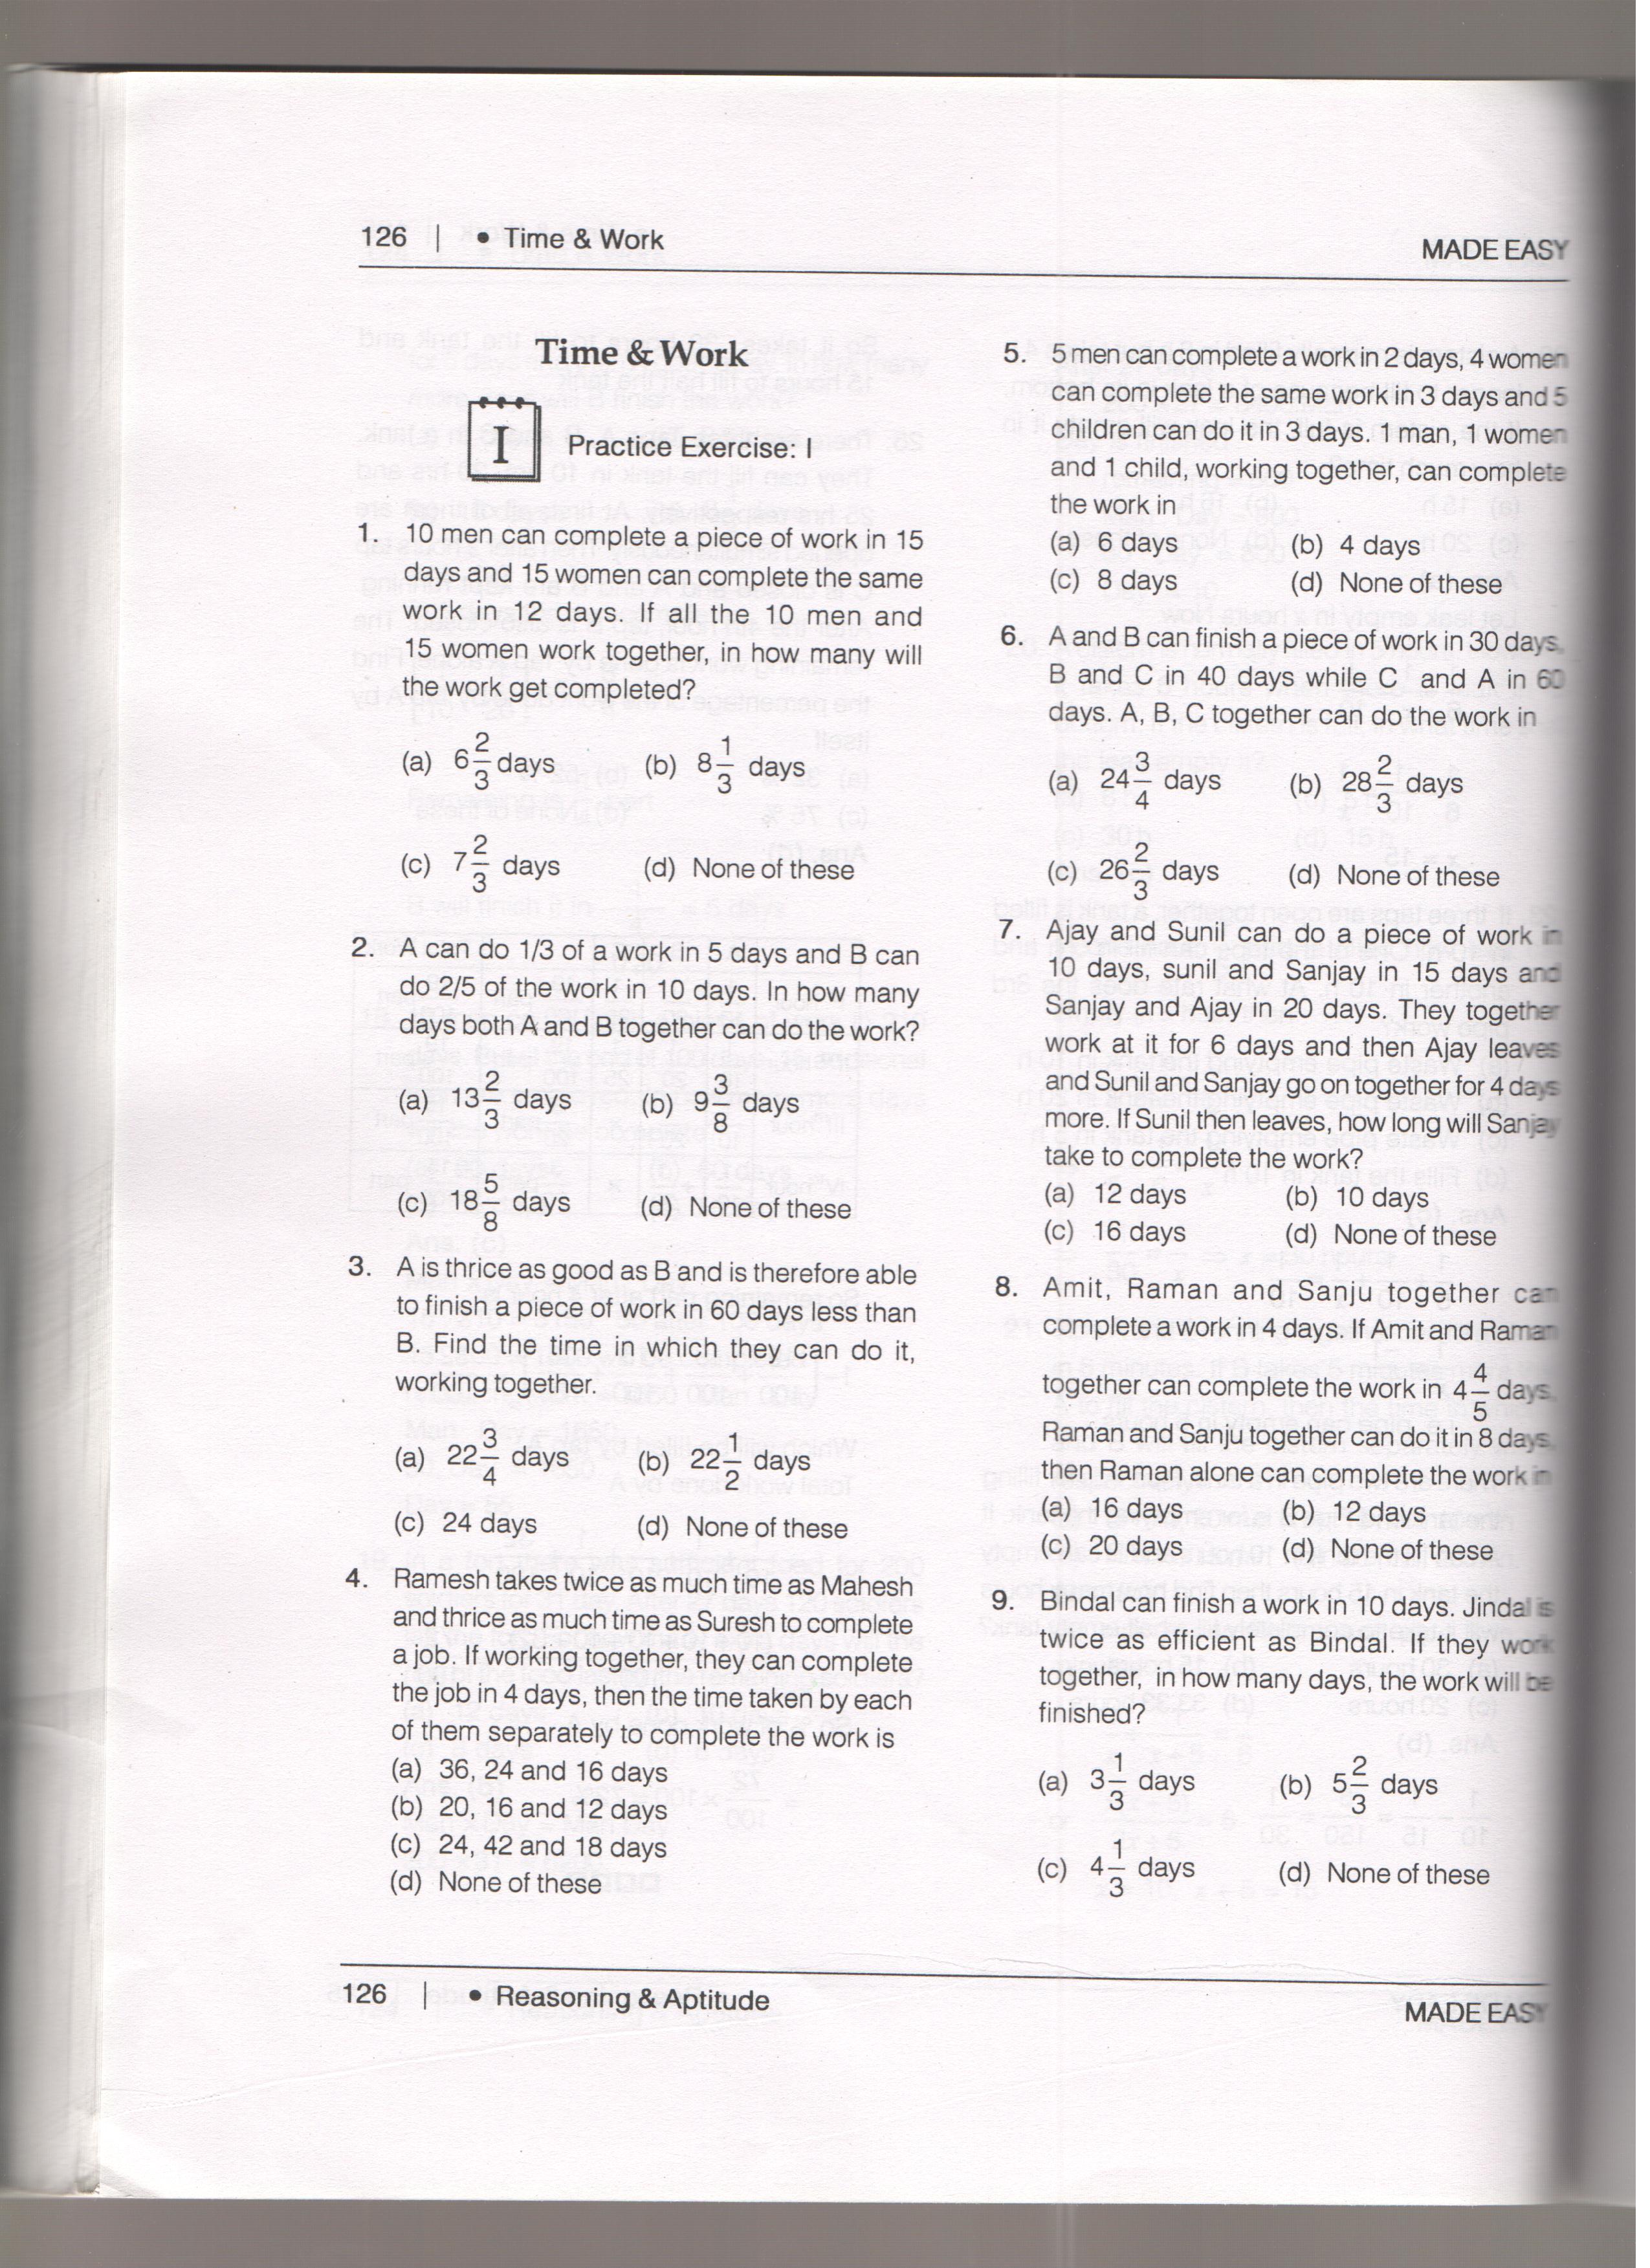 126 | • Time & Work
MADE EASY
Time & Work
I
Practice Exercise: I
1. 10 men can complete a piece of work in 15
days and 15 women can complete the same
work in 12 days. If all the 10 men and
15 women work together, in how many will
the work get completed?
(a) 6 2/3 days (b) 8 1/3 days
(c) 7 2/3 days (d) None of these
2. A can do 1/3 of a work in 5 days and B can
do 2/5 of the work in 10 days. In how many
days both A and B together can do the work?
(a) 13 2/3 days (b) 9 3/8 days
(c) 18 5/8 days (d) None of these
3. A is thrice as good as B and is therefore able
to finish a piece of work in 60 days less than
B. Find the time in which they can do it,
working together.
(a) 22 3/4 days (b) 22 1/2 days
(c) 24 days (d) None of these
4. Ramesh takes twice as much time as Mahesh
and thrice as much time as Suresh to complete
a job. If working together, they can complete
the job in 4 days, then the time taken by each
of them separately to complete the work is
(a) 36, 24 and 16 days
(b) 20, 16 and 12 days
(c) 24, 42 and 18 days
(d) None of these
5. 5 men can complete a work in 2 days, 4 women
can complete the same work in 3 days and 5
children can do it in 3 days. 1 man, 1 women
and 1 child, working together, can complete
the work in
(a) 6 days (b) 4 days
(c) 8 days (d) None of these
6. A and B can finish a piece of work in 30 days,
B and C in 40 days while C and A in 60
days. A, B, C together can do the work in
(a) 24 3/4 days (b) 28 2/3 days
(c) 26 2/3 days (d) None of these
7. Ajay and Sunil can do a piece of work in
10 days, sunil and Sanjay in 15 days and
Sanjay and Ajay in 20 days. They together
work at it for 6 days and then Ajay leaves
and Sunil and Sanjay go on together for 4 days
more. If Sunil then leaves, how long will Sanjay
take to complete the work?
(a) 12 days (b) 10 days
(c) 16 days (d) None of these
8. Amit, Raman and Sanju together can
complete a work in 4 days. If Amit and Raman
together can complete the work in 4 4/5 days,
Raman and Sanju together can do it in 8 days,
then Raman alone can complete the work in
(a) 16 days (b) 12 days
(c) 20 days (d) None of these
9. Bindal can finish a work in 10 days. Jindal is
twice as efficient as Bindal. If they work
together, in how many days, the work will be
finished?
(a) 3 1/3 days (b) 5 2/3 days
(c) 4 1/3 days (d) None of these
126 | • Reasoning & Aptitude
MADE EASY